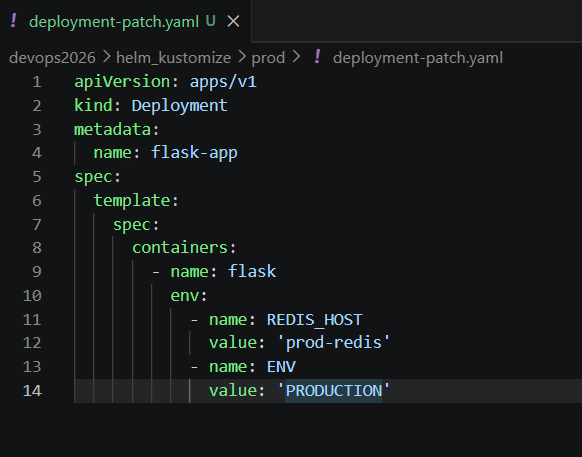 ! deployment-patch.yaml U ×
devops2026 > helm_kustomize > prod > ! deployment-patch.yaml
1 apiVersion: apps/v1
2 kind: Deployment
3 metadata:
4   name: flask-app
5 spec:
6   template:
7     spec:
8       containers:
9         - name: flask
10           env:
11             - name: REDIS_HOST
12               value: 'prod-redis'
13             - name: ENV
14               value: 'PRODUCTION'